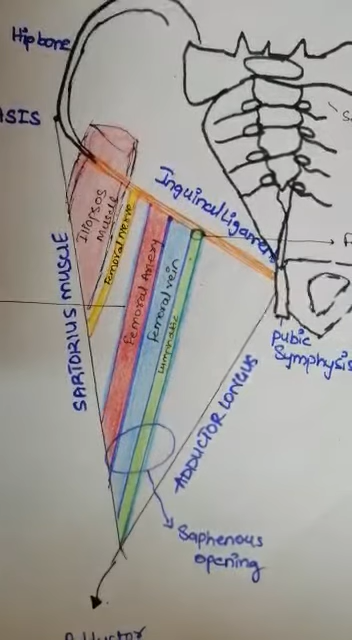 Hip bone
ASIS
Inguinal ligament
Iliopsos
Muscle
Femoral nerve
Femoral Artery
Femoral vein
Lymphatic
SARTORIUS MUSCLE
ADDUCTOR LONGUS
Pubic
Symphysis
Saphenous
opening